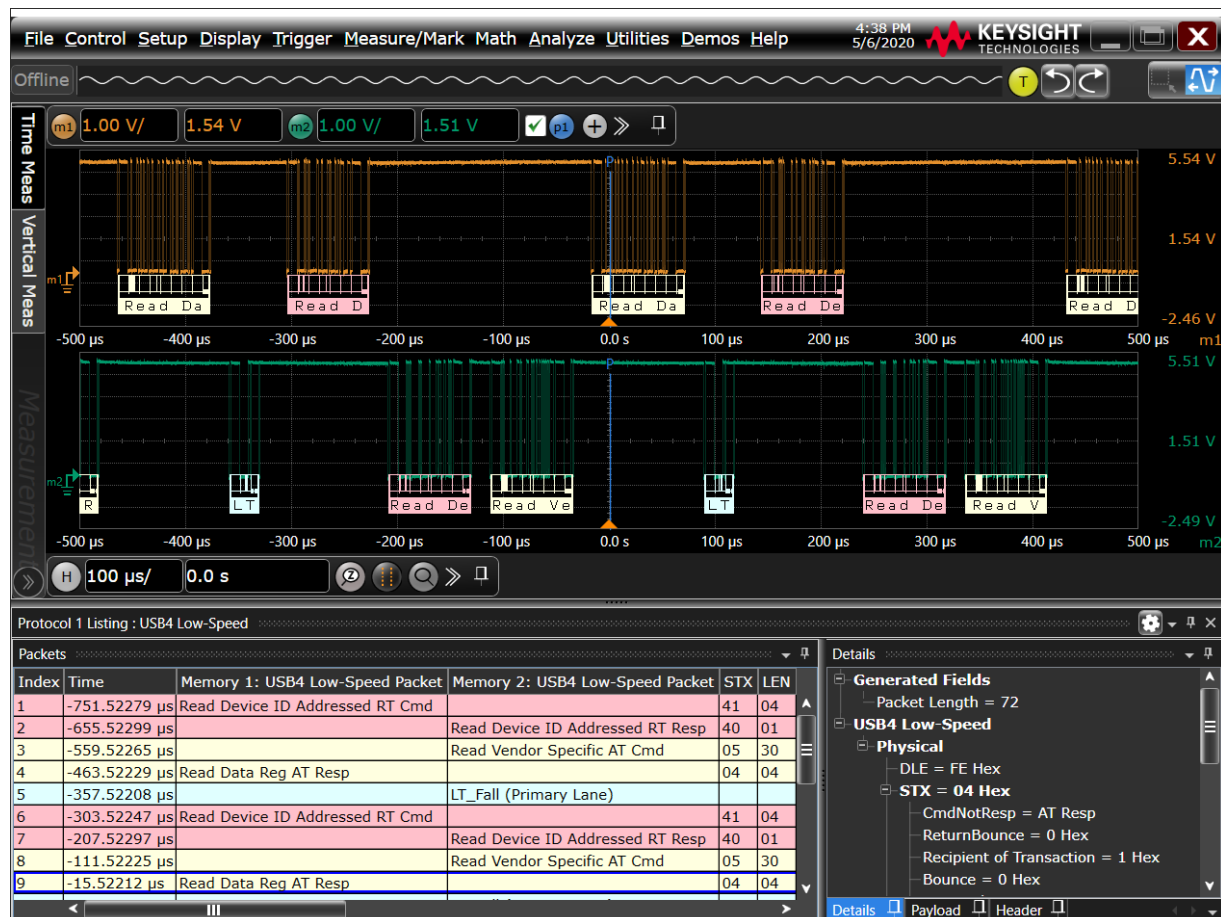 File Control Setup Display Trigger Measure/Mark Math Analyze Utilities Demos Help
4:38 PM
5/6/2020
KEYSIGHT
TECHNOLOGIES
X
Offline
T
Time Meas
Vertical Meas
Measurements
m1 1.00 V/ 1.54 V m2 1.00 V/ 1.51 V p1
5.54 V
1.54 V
-2.46 V
m1
Read Da Read D Read Da Read De Read D
-500 µs -400 µs -300 µs -200 µs -100 µs 0.0 s 100 µs 200 µs 300 µs 400 µs 500 µs m1
5.51 V
1.51 V
-2.49 V
m2
R LT Read De Read Ve LT Read De Read V
-500 µs -400 µs -300 µs -200 µs -100 µs 0.0 s 100 µs 200 µs 300 µs 400 µs 500 µs m2
H 100 µs/ 0.0 s Z
Protocol 1 Listing : USB4 Low-Speed
Packets
Index Time Memory 1: USB4 Low-Speed Packet Memory 2: USB4 Low-Speed Packet STX LEN
1 -751.52279 µs Read Device ID Addressed RT Cmd 41 04
2 -655.52299 µs Read Device ID Addressed RT Resp 40 01
3 -559.52265 µs Read Vendor Specific AT Cmd 05 30
4 -463.52229 µs Read Data Reg AT Resp 04 04
5 -357.52208 µs LT_Fall (Primary Lane)
6 -303.52247 µs Read Device ID Addressed RT Cmd 41 04
7 -207.52297 µs Read Device ID Addressed RT Resp 40 01
8 -111.52225 µs Read Vendor Specific AT Cmd 05 30
9 -15.52212 µs Read Data Reg AT Resp 04 04
Details
Generated Fields
Packet Length = 72
USB4 Low-Speed
Physical
DLE = FE Hex
STX = 04 Hex
CmdNotResp = AT Resp
ReturnBounce = 0 Hex
Recipient of Transaction = 1 Hex
Bounce = 0 Hex
Details Payload Header